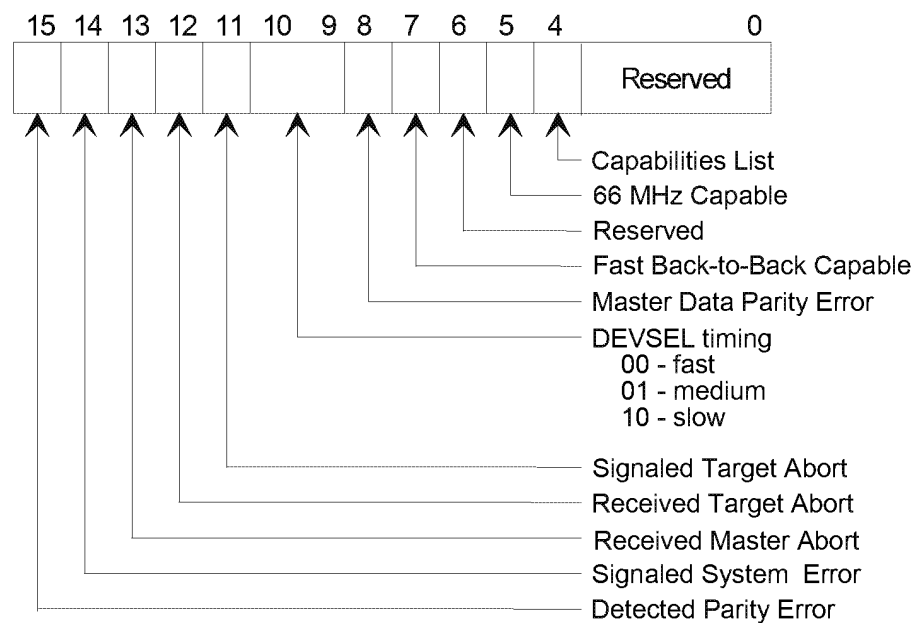 15 14 13 12 11 10 9 8 7 6 5 4 0
Reserved
Capabilities List
66 MHz Capable
Reserved
Fast Back-to-Back Capable
Master Data Parity Error
DEVSEL timing
00 - fast
01 - medium
10 - slow
Signaled Target Abort
Received Target Abort
Received Master Abort
Signaled System Error
Detected Parity Error